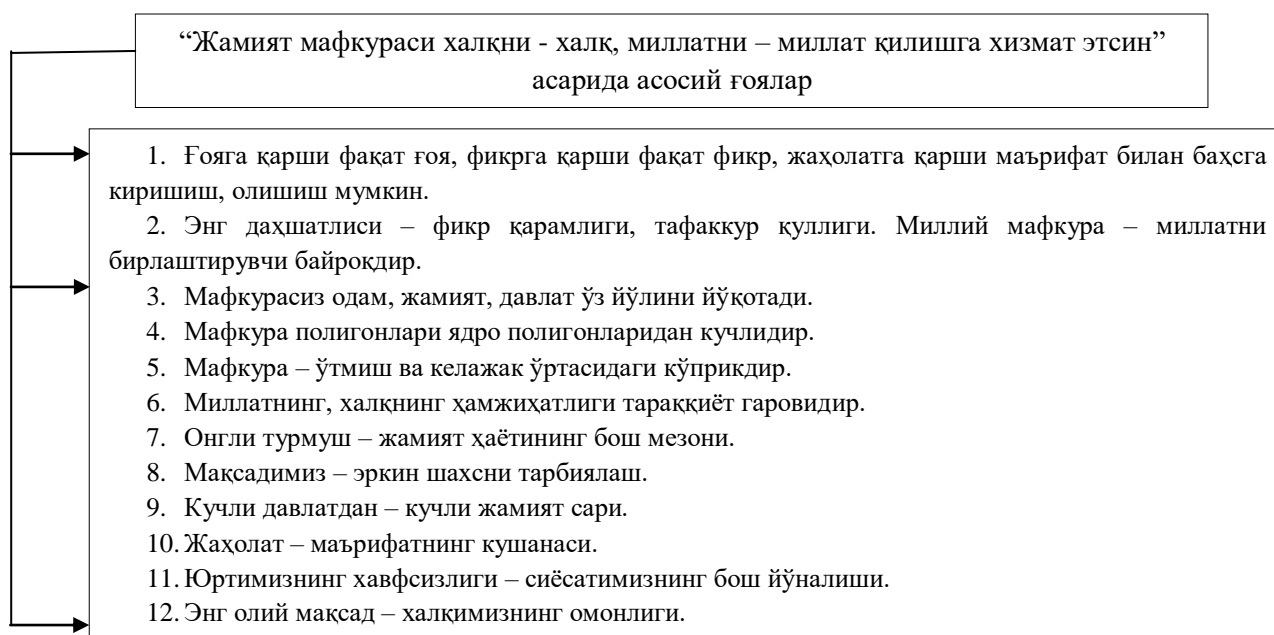 “Жамият мафкураси халқни - халқ, миллатни – миллат қилишга хизмат этсин”
асарида асосий ғоялар
1. Ғояга қарши фақат ғоя, фикрга қарши фақат фикр, жаҳолатга қарши маърифат билан баҳсга
киришиш, олишиш мумкин.
2. Энг даҳшатлиси – фикр қарамлиги, тафаккур қуллиги. Миллий мафкура – миллатни
бирлаштирувчи байроқдир.
3. Мафкурасиз одам, жамият, давлат ўз йўлини йўқотади.
4. Мафкура полигонлари ядро полигонларидан кучлидир.
5. Мафкура – ўтмиш ва келажак ўртасидаги кўприкдир.
6. Миллатнинг, халқнинг ҳамжиҳатлиги тараққиёт гаровидир.
7. Онгли турмуш – жамият ҳаётининг бош мезони.
8. Мақсадимиз – эркин шахсни тарбиялаш.
9. Кучли давлатдан – кучли жамият сари.
10. Жаҳолат – маърифатнинг кушанаси.
11. Юртимизнинг хавфсизлиги – сиёсатимизнинг бош йўналиши.
12. Энг олий мақсад – халқимизнинг омонлиги.